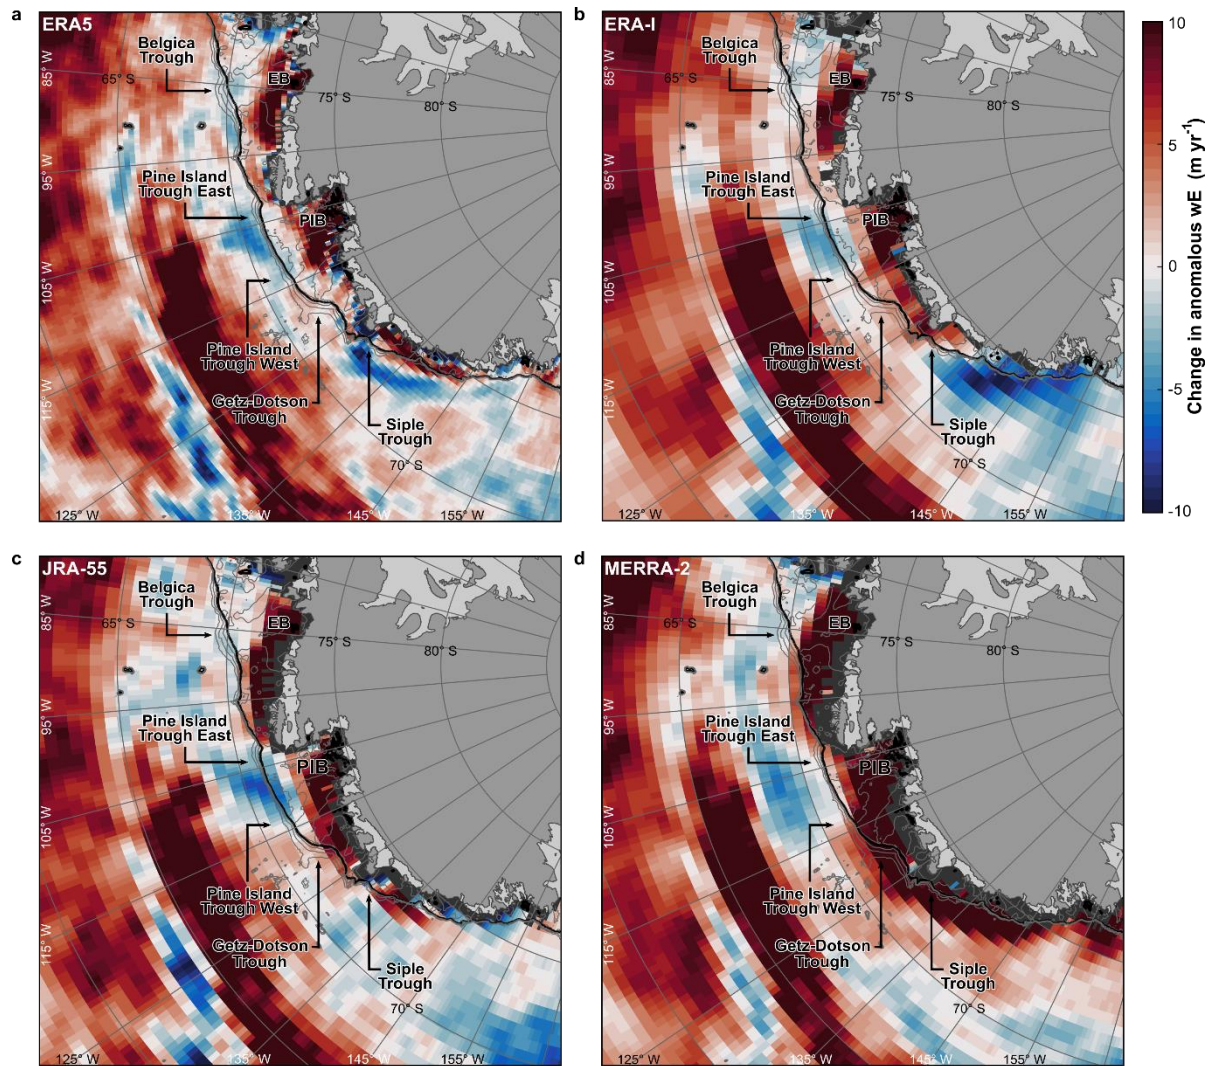 a
ERA5
Belgica
Trough
85° W
65° S
EB
75° S
80° S
95° W
Pine Island
Trough East
PIB
105° W
Pine Island
Trough West
115° W
Getz-Dotson
Trough
Siple
Trough
70° S
125° W
135° W
145° W
155° W
b
ERA-I
Belgica
Trough
85° W
65° S
EB
75° S
80° S
95° W
Pine Island
Trough East
PIB
105° W
Pine Island
Trough West
115° W
Getz-Dotson
Trough
Siple
Trough
70° S
125° W
135° W
145° W
155° W
10
5
0
-5
-10
Change in anomalous wE (m yr-1)
c
JRA-55
Belgica
Trough
85° W
65° S
EB
75° S
80° S
95° W
Pine Island
Trough East
PIB
105° W
Pine Island
Trough West
115° W
Getz-Dotson
Trough
Siple
Trough
70° S
125° W
135° W
145° W
155° W
d
MERRA-2
Belgica
Trough
85° W
65° S
EB
75° S
80° S
95° W
Pine Island
Trough East
PIB
105° W
Pine Island
Trough West
115° W
Getz-Dotson
Trough
Siple
Trough
70° S
125° W
135° W
145° W
155° W